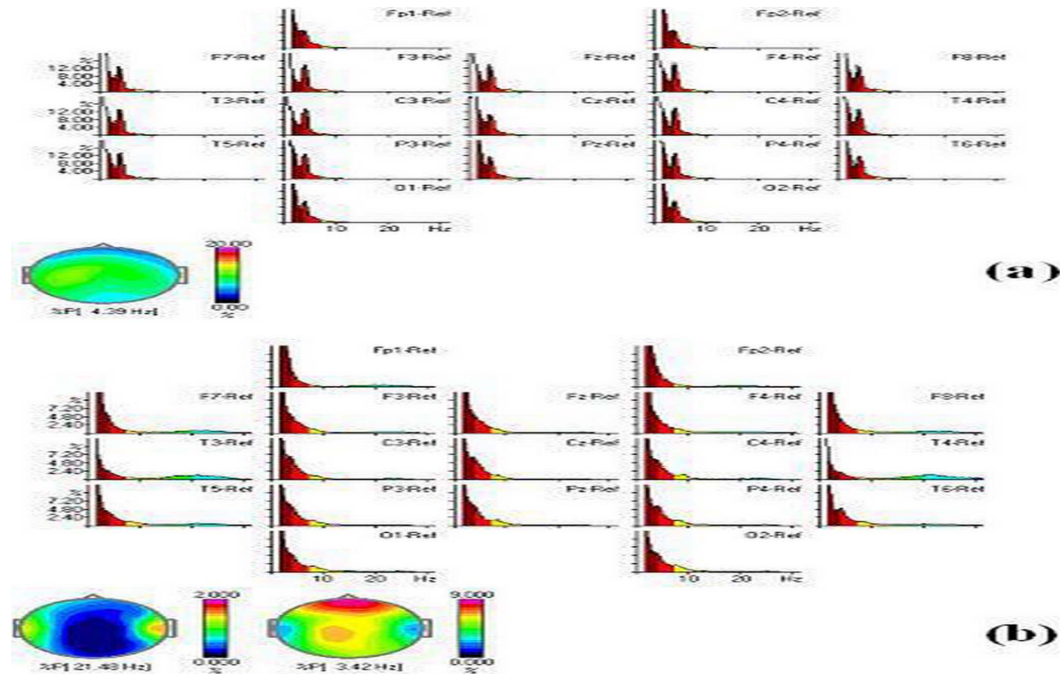 Fp1-Ref Fp2-Ref
F7-Ref F3-Ref Fz-Ref F4-Ref F8-Ref
%
12.00
8.00
4.00
T3-Ref C3-Ref Cz-Ref C4-Ref T4-Ref
%
12.00
8.00
4.00
T5-Ref P3-Ref Pz-Ref P4-Ref T6-Ref
%
12.00
8.00
4.00
O1-Ref O2-Ref
10 20 Hz 10 20 Hz
20.00
0.00
%
%P[ 4.39 Hz]
(a)
Fp1-Ref Fp2-Ref
F7-Ref F3-Ref Fz-Ref F4-Ref F8-Ref
%
7.20
4.80
2.40
T3-Ref C3-Ref Cz-Ref C4-Ref T4-Ref
%
7.20
4.80
2.40
T5-Ref P3-Ref Pz-Ref P4-Ref T6-Ref
%
7.20
4.80
2.40
O1-Ref O2-Ref
10 20 Hz 10 20 Hz
2.000 9.000
0.000 0.000
% %
%P[ 21.48 Hz] %P[ 3.42 Hz]
(b)